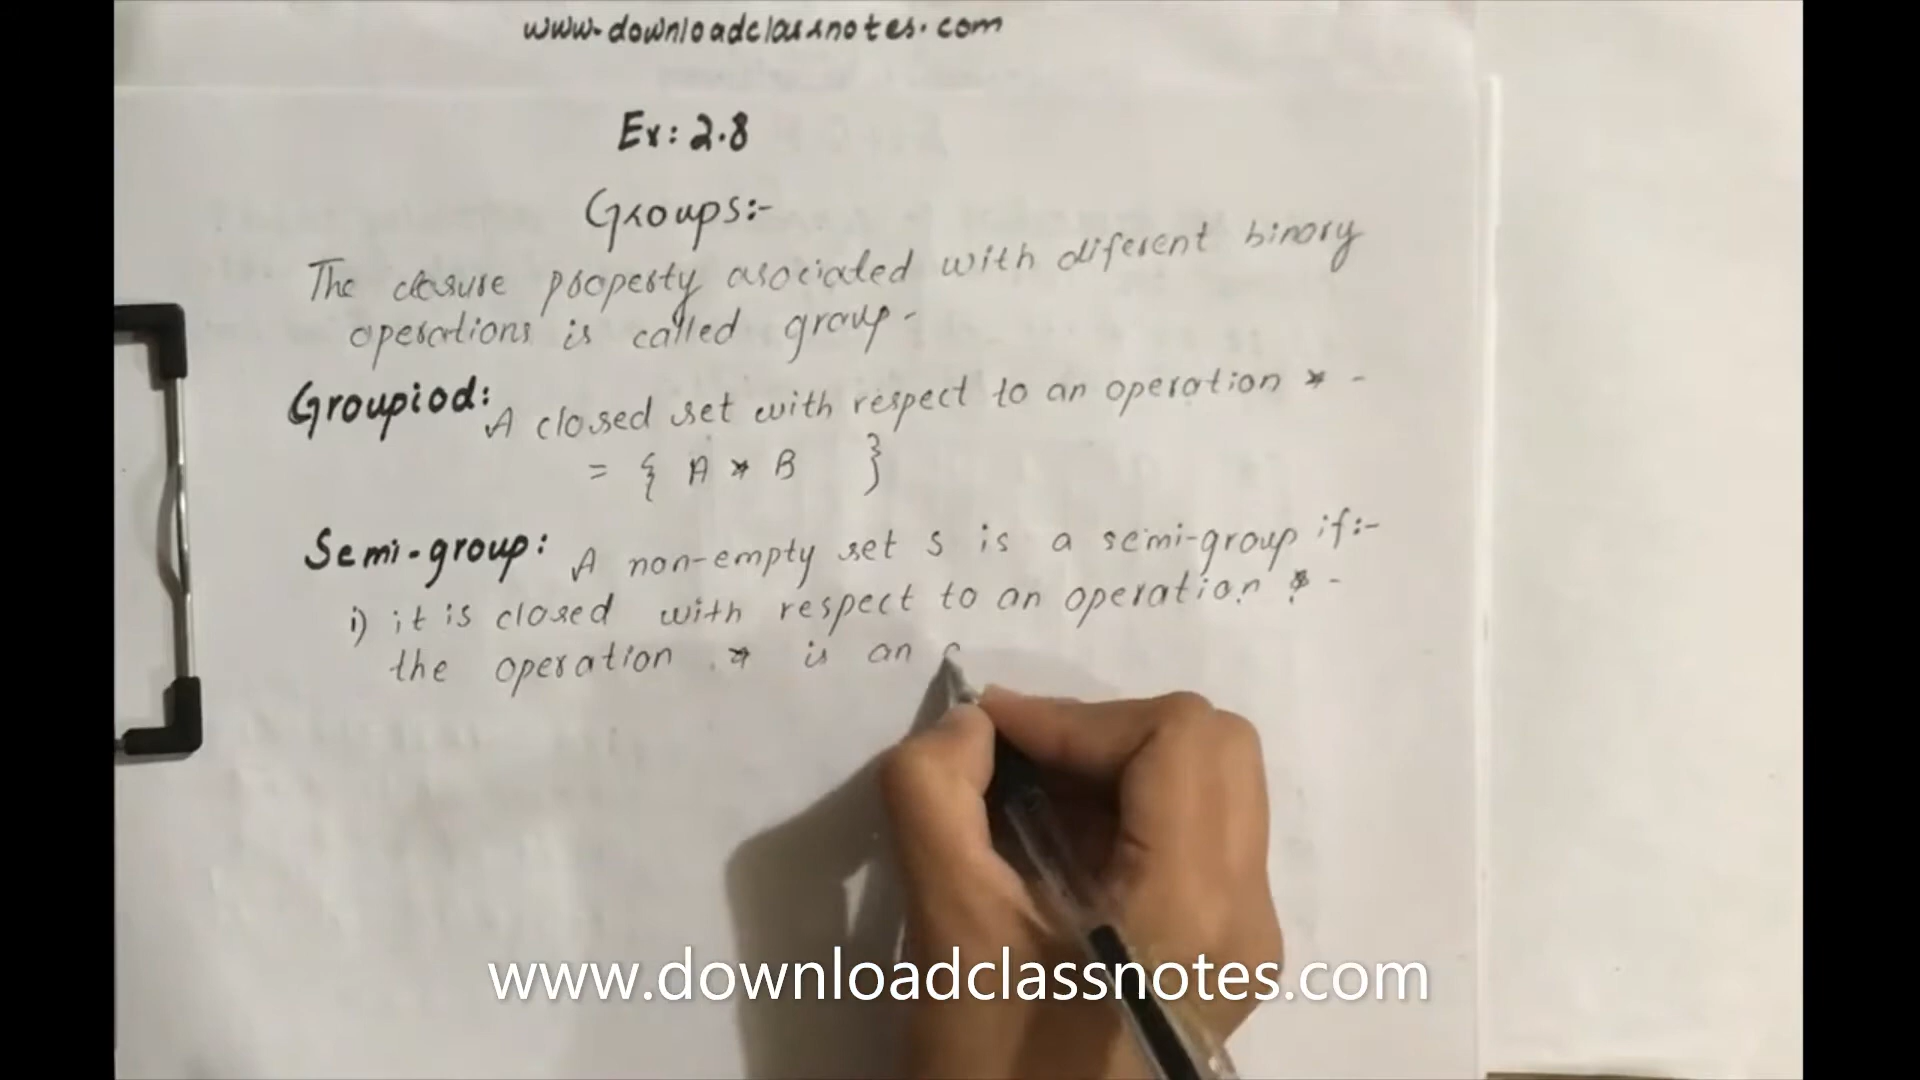 www.downloadclassnotes.com
Ex: 2.8
Groups:-
The closure property asociated with diferent binary
operations is called group-
Groupiod: A closed set with respect to an operation * -
= { A * B }
Semi-group: A non-empty set S is a semi-group if:-
i) it is closed with respect to an operation * -
the operation * is an
www.downloadclassnotes.com